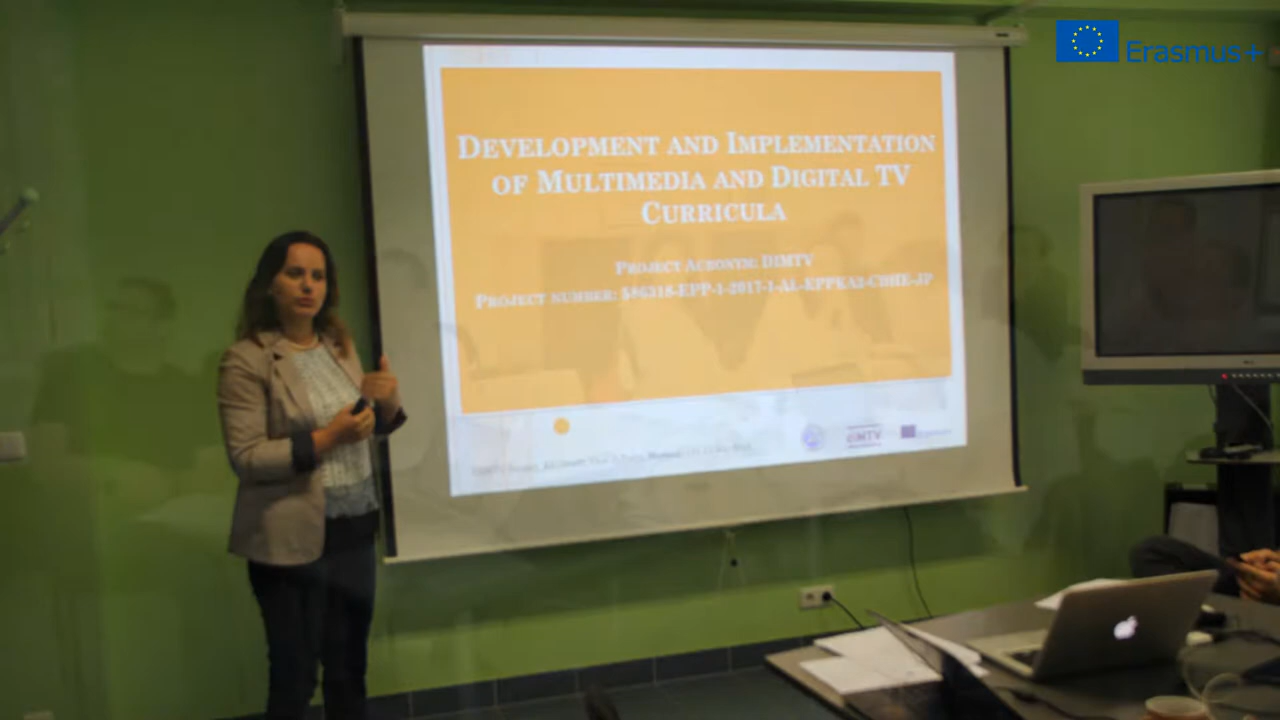 Erasmus+
DEVELOPMENT AND IMPLEMENTATION
OF MULTIMEDIA AND DIGITAL TV
CURRICULA
PROJECT ACRONYM: DIMTV
PROJECT NUMBER: 586318-EPP-1-2017-1-AL-EPPKA2-CBHE-JP
DIMTV
Erasmus+